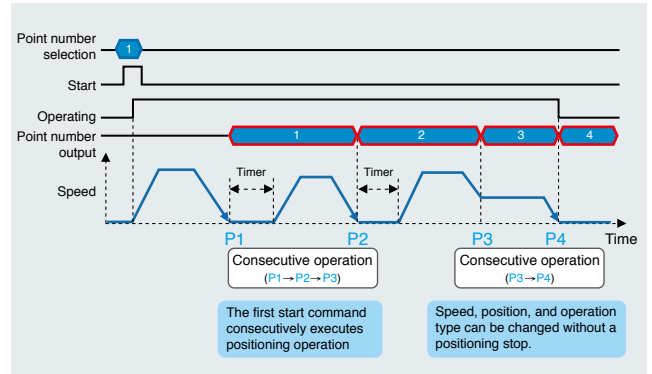 Point number
selection
1
Start
Operating
Point number
output
1 2 3 4
Timer Timer
Speed
Time
P1 P2 P3 P4
Consecutive operation
(P1→P2→P3)
Consecutive operation
(P3→P4)
The first start command
consecutively executes
positioning operation
Speed, position, and operation
type can be changed without a
positioning stop.